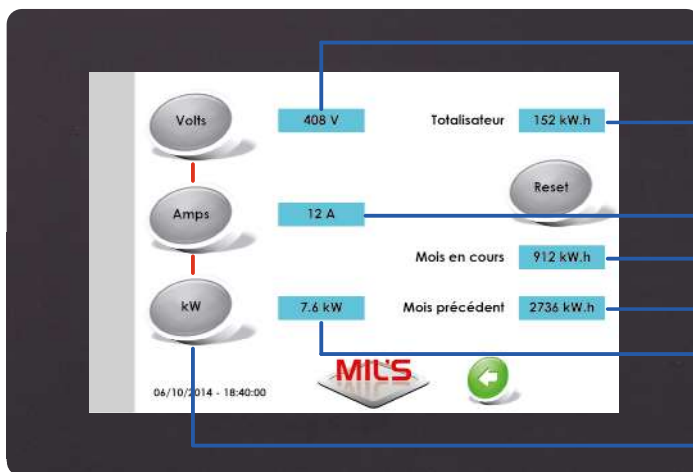 Volts
408 V
Totalisateur
152 kW.h
Reset
Amps
12 A
Mois en cours
912 kW.h
kW
7.6 kW
Mois précédent
2736 kW.h
MIL'S
06/10/2014 - 18:40:00